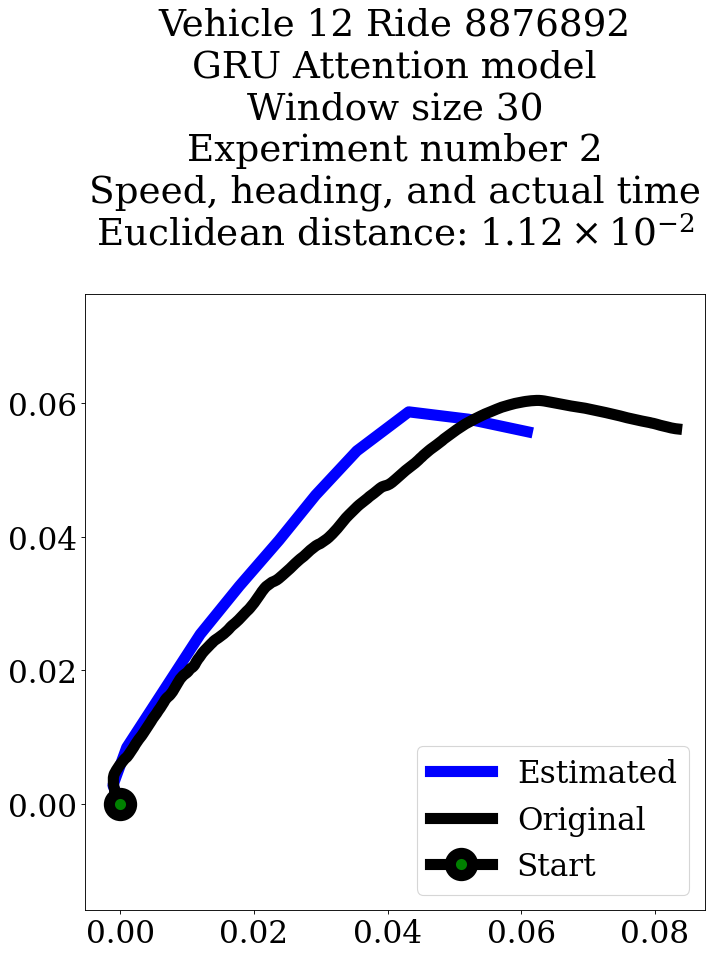 Vehicle 12 Ride 8876892
GRU Attention model
Window size 30
Experiment number 2
Speed, heading, and actual time
Euclidean distance: 1.12 × 10⁻²
0.06
0.04
0.02
0.00
Estimated
Original
Start
0.00 0.02 0.04 0.06 0.08